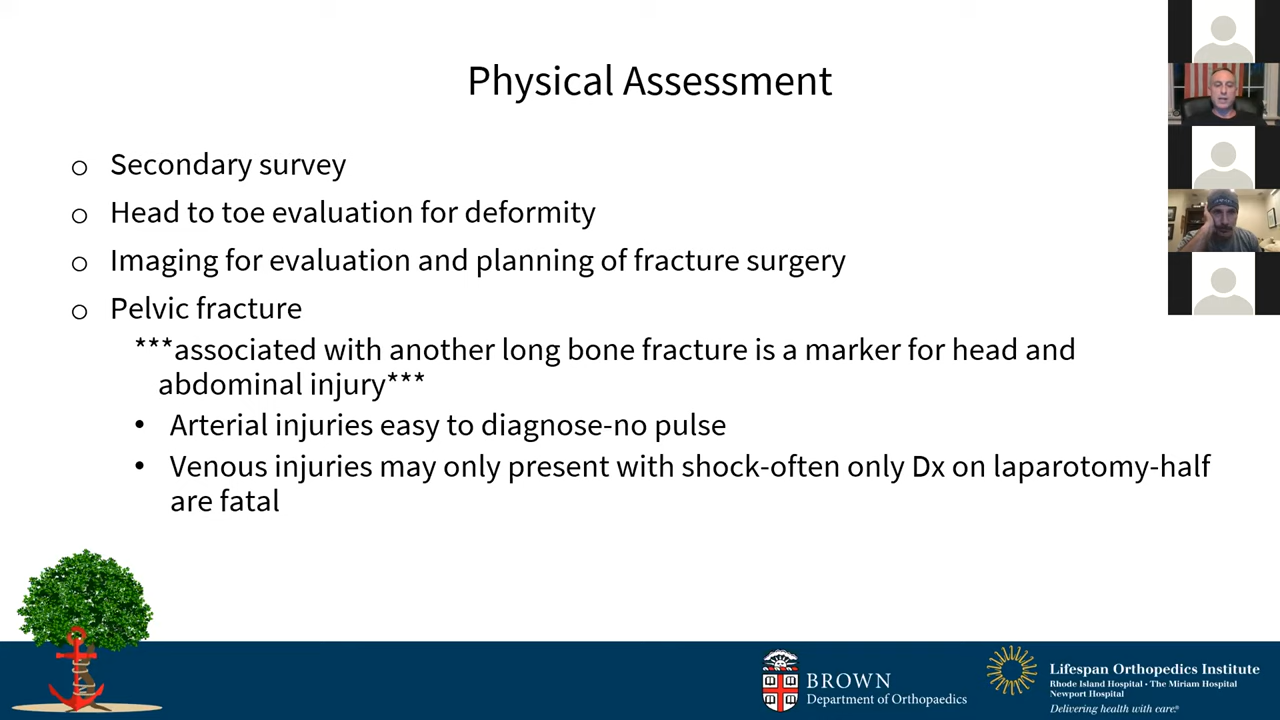 Physical Assessment
o Secondary survey
o Head to toe evaluation for deformity
o Imaging for evaluation and planning of fracture surgery
o Pelvic fracture
***associated with another long bone fracture is a marker for head and
abdominal injury***
• Arterial injuries easy to diagnose-no pulse
• Venous injuries may only present with shock-often only Dx on laparotomy-half
are fatal
BROWN
Department of Orthopaedics
Lifespan Orthopedics Institute
Rhode Island Hospital • The Miriam Hospital
Newport Hospital
Delivering health with care.®